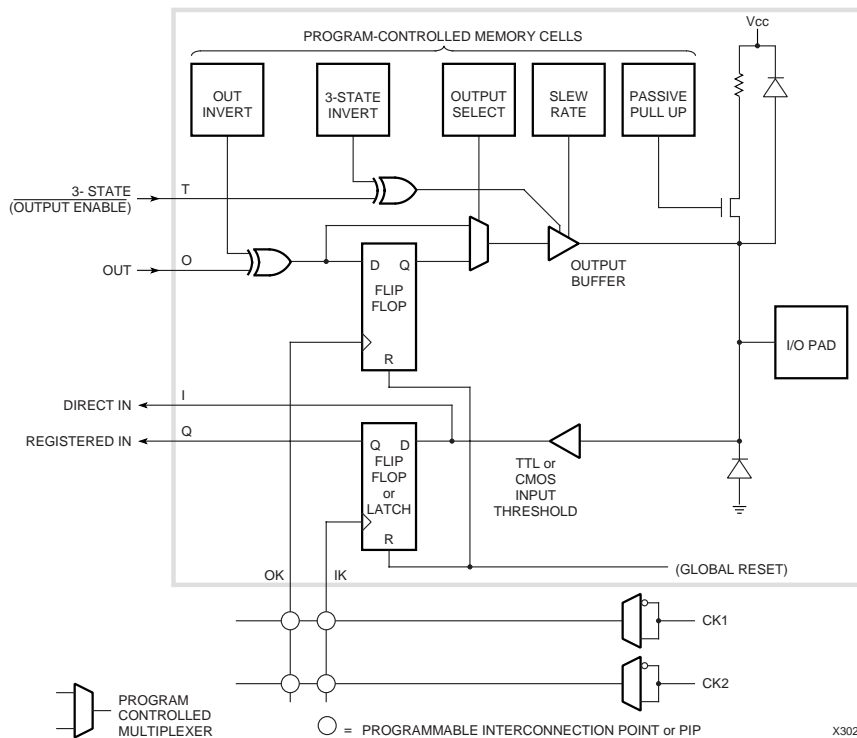 Vcc
PROGRAM-CONTROLLED MEMORY CELLS
OUT
INVERT
3-STATE
INVERT
OUTPUT
SELECT
SLEW
RATE
PASSIVE
PULL UP
3- STATE
(OUTPUT ENABLE)
T
OUT
O
D
Q
FLIP
FLOP
R
OUTPUT
BUFFER
I/O PAD
DIRECT IN
I
REGISTERED IN
Q
Q
D
FLIP
FLOP
or
LATCH
R
TTL or
CMOS
INPUT
THRESHOLD
OK
IK
(GLOBAL RESET)
CK1
CK2
PROGRAM
CONTROLLED
MULTIPLEXER
= PROGRAMMABLE INTERCONNECTION POINT or PIP
X302